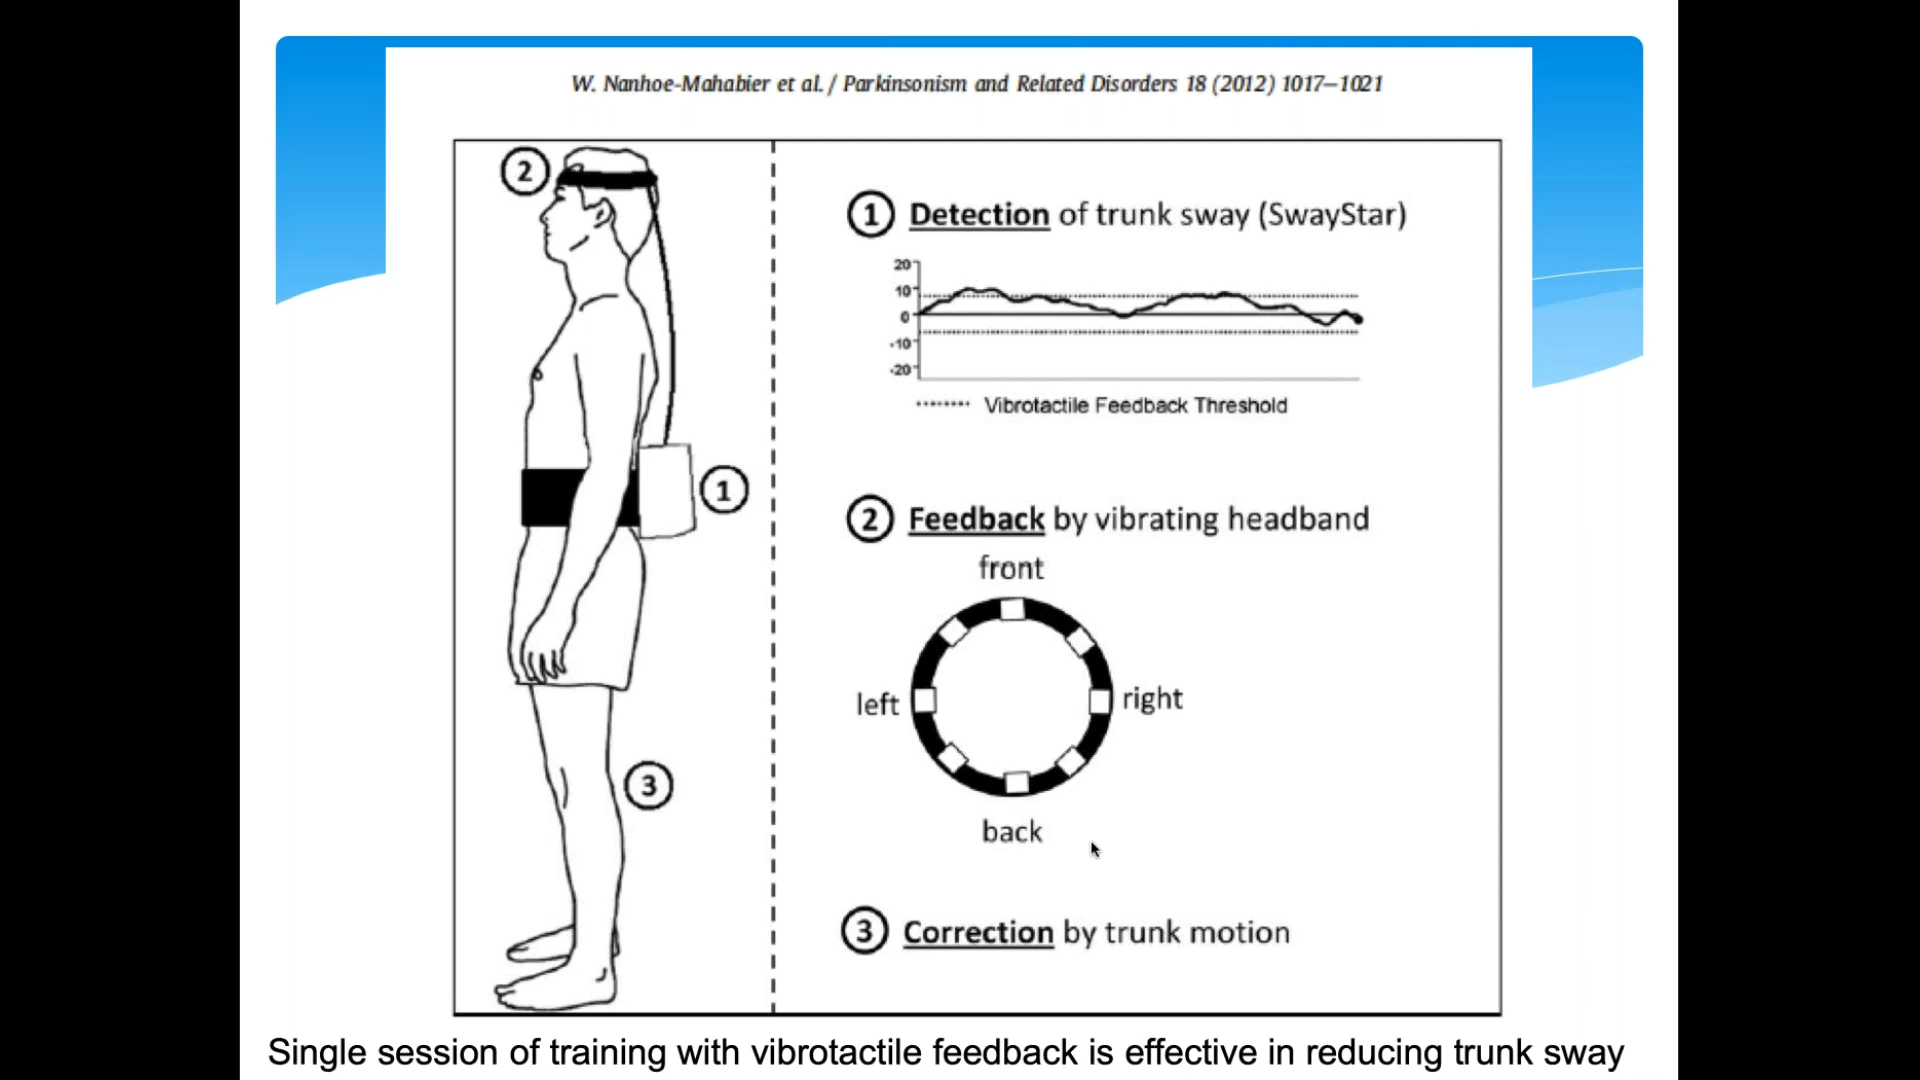 W. Nanhoe-Mahabier et al. / Parkinsonism and Related Disorders 18 (2012) 1017–1021
2
1
3
1 Detection of trunk sway (SwayStar)
20
10
0
-10
-20
Vibrotactile Feedback Threshold
2 Feedback by vibrating headband
front
left
right
back
3 Correction by trunk motion
Single session of training with vibrotactile feedback is effective in reducing trunk sway